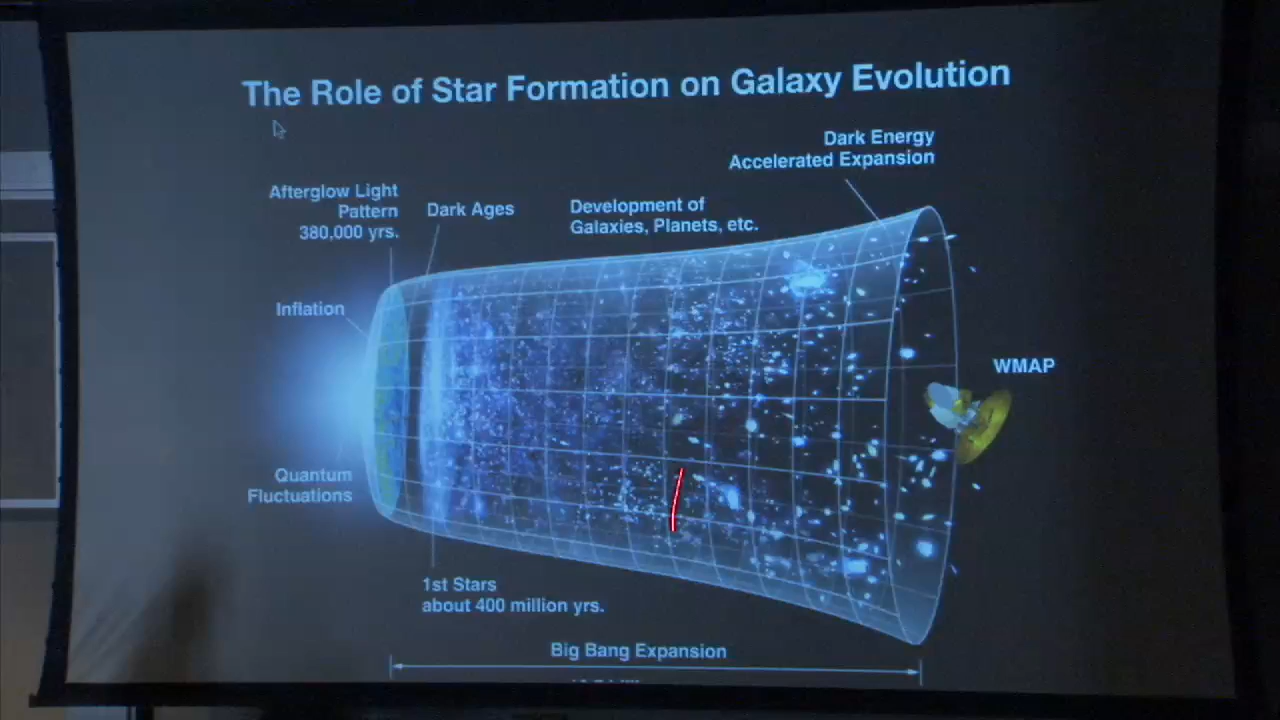 The Role of Star Formation on Galaxy Evolution
Dark Energy
Accelerated Expansion
Afterglow Light
Pattern
380,000 yrs.
Dark Ages
Development of
Galaxies, Planets, etc.
Inflation
WMAP
Quantum
Fluctuations
1st Stars
about 400 million yrs.
Big Bang Expansion